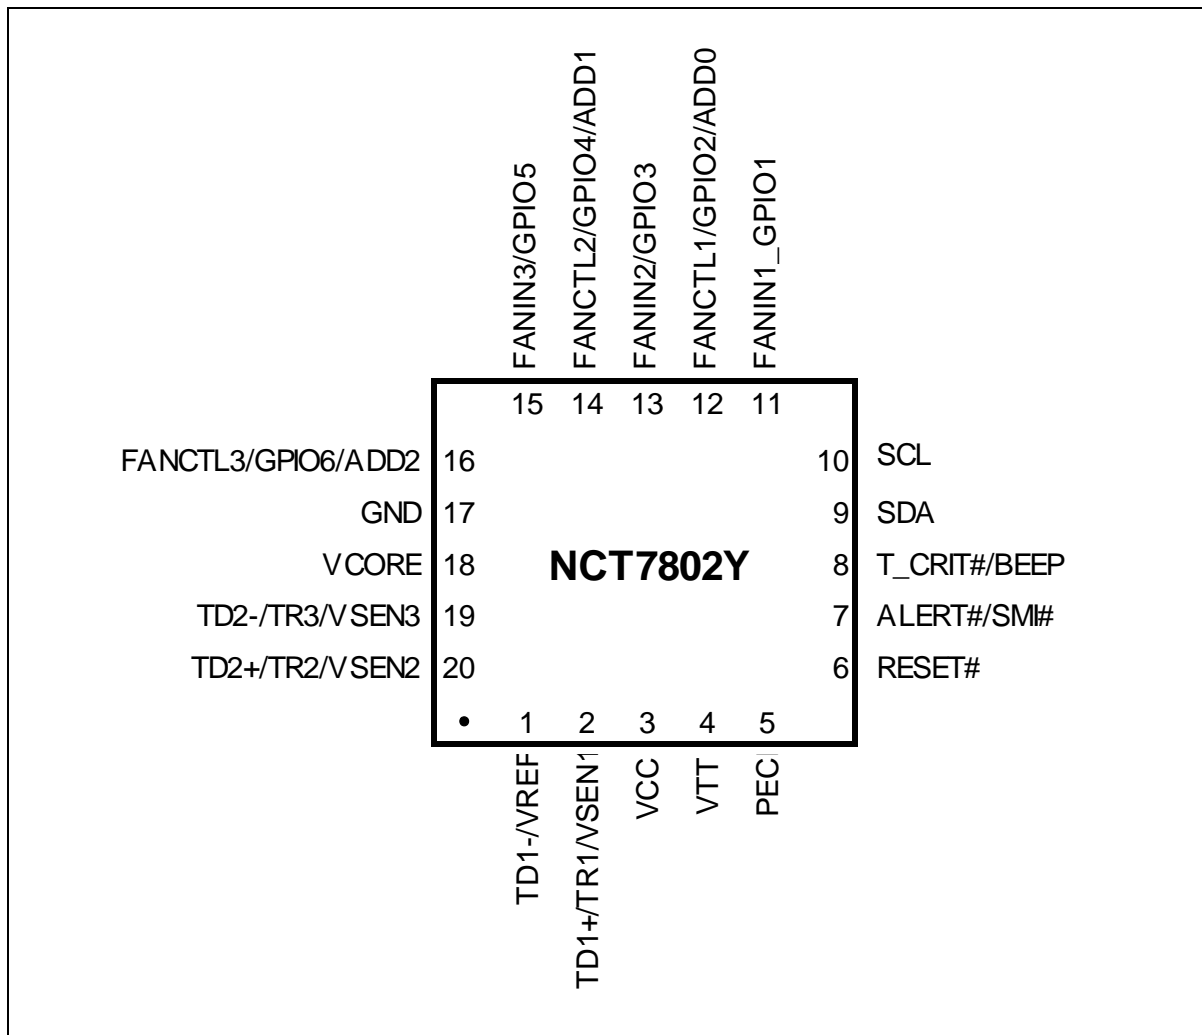 FANIN3/GPIO5
FANCTL2/GPIO4/ADD1
FANIN2/GPIO3
FANCTL1/GPIO2/ADD0
FANIN1_GPIO1
15 14 13 12 11
FANCTL3/GPIO6/ADD2 16
10 SCL
GND 17
9 SDA
VCORE 18
NCT7802Y
8 T_CRIT#/BEEP
TD2-/TR3/VSEN3 19
7 ALERT#/SMI#
TD2+/TR2/VSEN2 20
6 RESET#
1 2 3 4 5
TD1-/VREF
TD1+/TR1/VSEN1
VCC
VTT
PECI